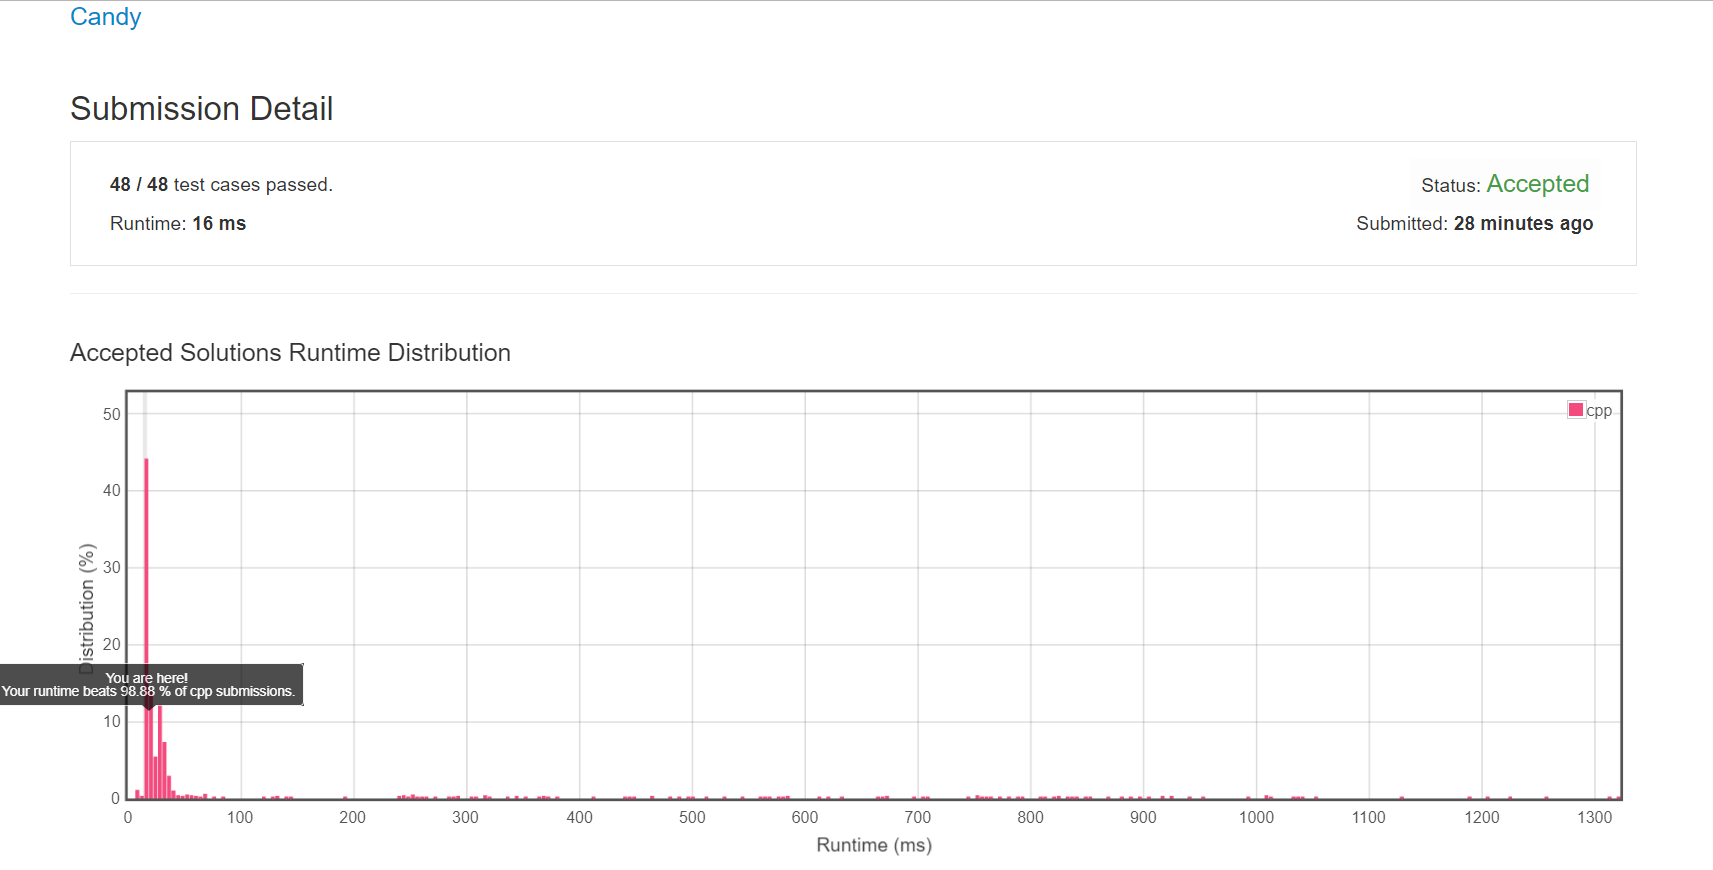 Candy
Submission Detail
48 / 48 test cases passed.
Status: Accepted
Runtime: 16 ms
Submitted: 28 minutes ago
Accepted Solutions Runtime Distribution
cpp
50
40
30
20
10
0
Distribution (%)
You are here!
Your runtime beats 98.88 % of cpp submissions.
0 100 200 300 400 500 600 700 800 900 1000 1100 1200 1300
Runtime (ms)